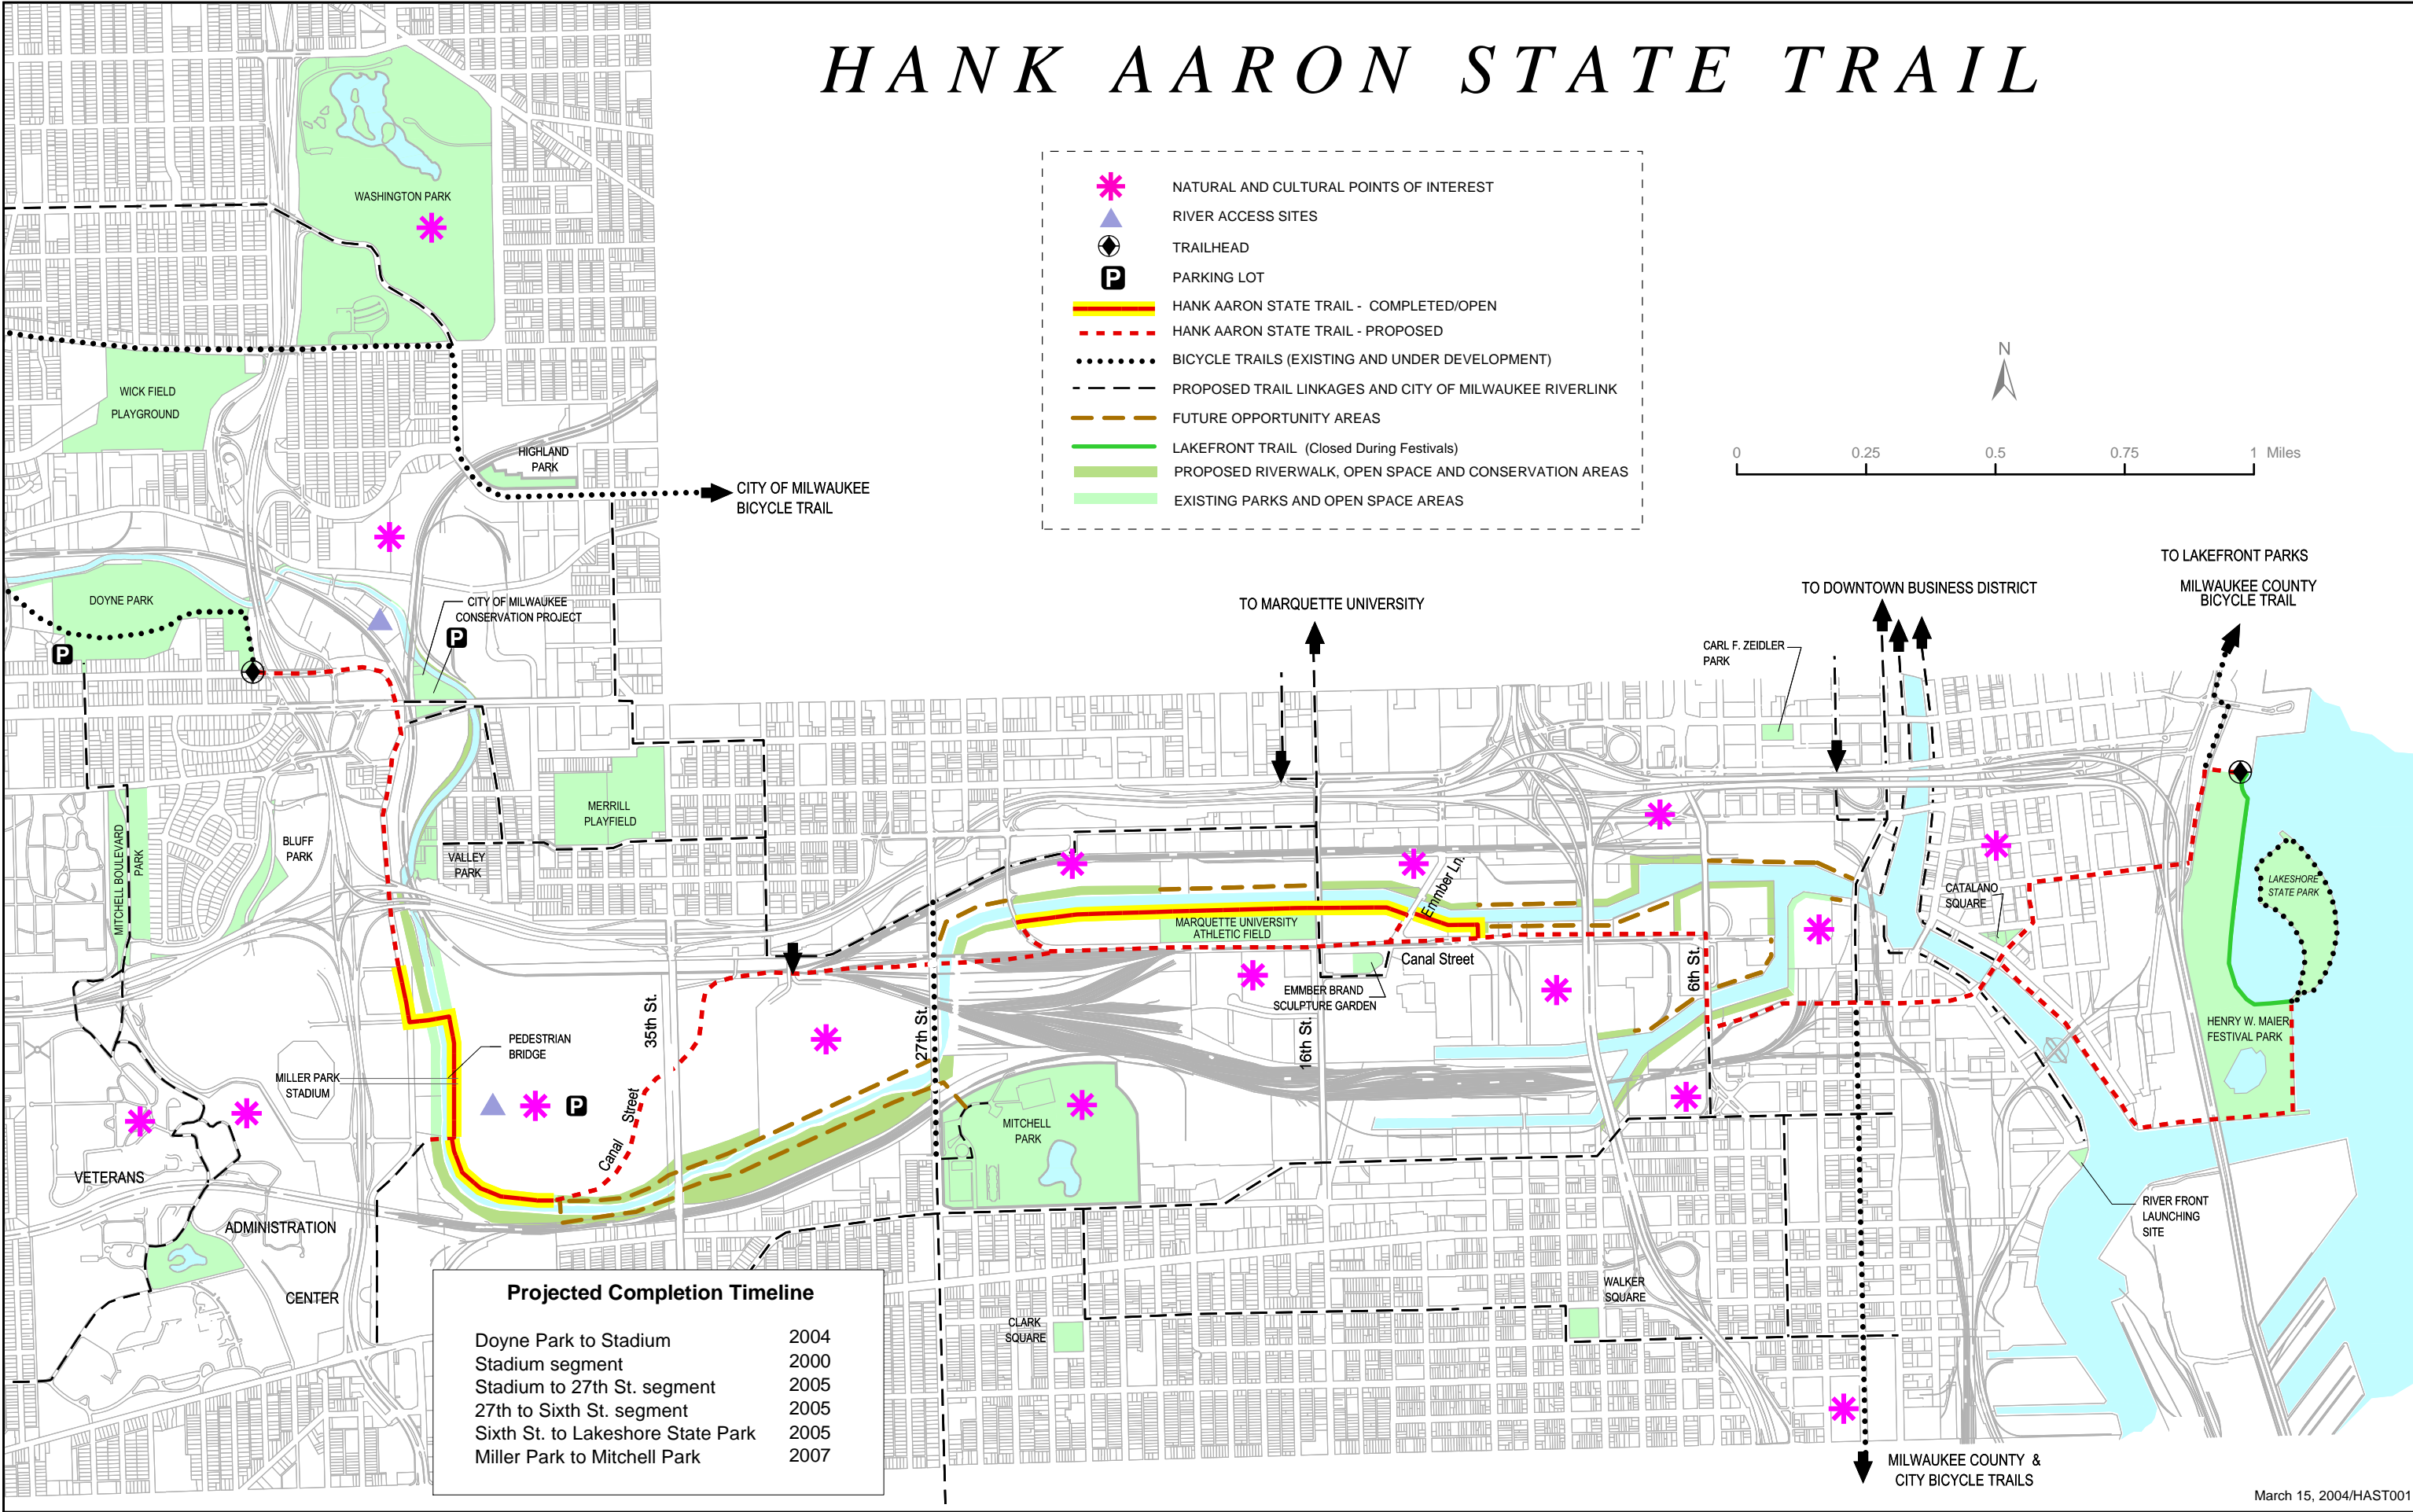 HANK AARON STATE TRAIL
NATURAL AND CULTURAL POINTS OF INTEREST
RIVER ACCESS SITES
TRAILHEAD
P
PARKING LOT
HANK AARON STATE TRAIL - COMPLETED/OPEN
HANK AARON STATE TRAIL - PROPOSED
BICYCLE TRAILS (EXISTING AND UNDER DEVELOPMENT)
PROPOSED TRAIL LINKAGES AND CITY OF MILWAUKEE RIVERLINK
FUTURE OPPORTUNITY AREAS
LAKEFRONT TRAIL (Closed During Festivals)
PROPOSED RIVERWALK, OPEN SPACE AND CONSERVATION AREAS
EXISTING PARKS AND OPEN SPACE AREAS
N
0 0.25 0.5 0.75 1 Miles
WASHINGTON PARK
WICK FIELD
PLAYGROUND
HIGHLAND
PARK
CITY OF MILWAUKEE
BICYCLE TRAIL
DOYNE PARK
P
CITY OF MILWAUKEE
CONSERVATION PROJECT
P
TO MARQUETTE UNIVERSITY
CARL F. ZEIDLER
PARK
TO DOWNTOWN BUSINESS DISTRICT
TO LAKEFRONT PARKS
MILWAUKEE COUNTY
BICYCLE TRAIL
MITCHELL BOULEVARD
PARK
BLUFF
PARK
MERRILL
PLAYFIELD
VALLEY
PARK
MARQUETTE UNIVERSITY
ATHLETIC FIELD
Emmber Ln.
Canal Street
EMMBER BRAND
SCULPTURE GARDEN
CATALANO
SQUARE
LAKESHORE
STATE PARK
HENRY W. MAIER
FESTIVAL PARK
35th St.
27th St.
16th St.
6th St.
PEDESTRIAN
BRIDGE
MILLER PARK
STADIUM
P
Canal Street
MITCHELL
PARK
VETERANS
ADMINISTRATION
CENTER
RIVER FRONT
LAUNCHING
SITE
WALKER
SQUARE
CLARK
SQUARE
Projected Completion Timeline
Doyne Park to Stadium 2004
Stadium segment 2000
Stadium to 27th St. segment 2005
27th to Sixth St. segment 2005
Sixth St. to Lakeshore State Park 2005
Miller Park to Mitchell Park 2007
MILWAUKEE COUNTY &
CITY BICYCLE TRAILS
March 15, 2004/HAST001